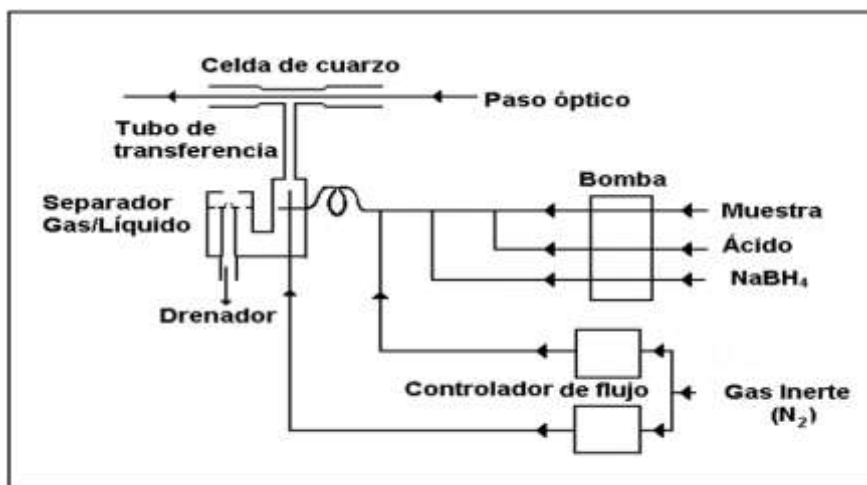 Celda de cuarzo
Paso óptico
Tubo de
transferencia
Bomba
Separador
Gas/Líquido
Muestra
Ácido
NaBH₄
Drenador
Controlador de flujo
Gas Inerte
(N₂)